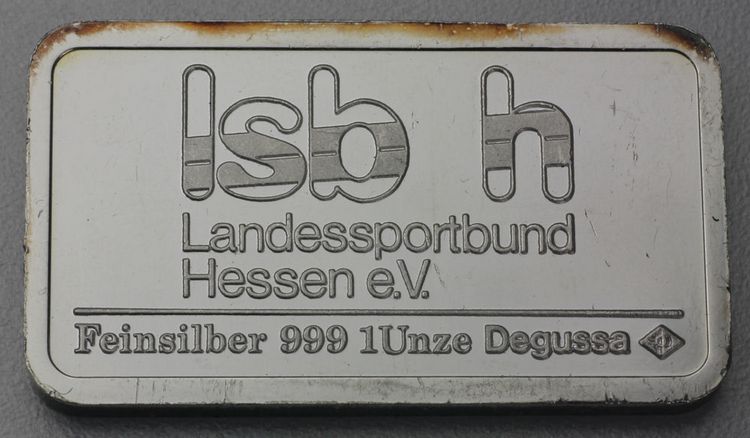 lsb h
Landessportbund
Hessen e.V.
Feinsilber 999 1Unze Degussa